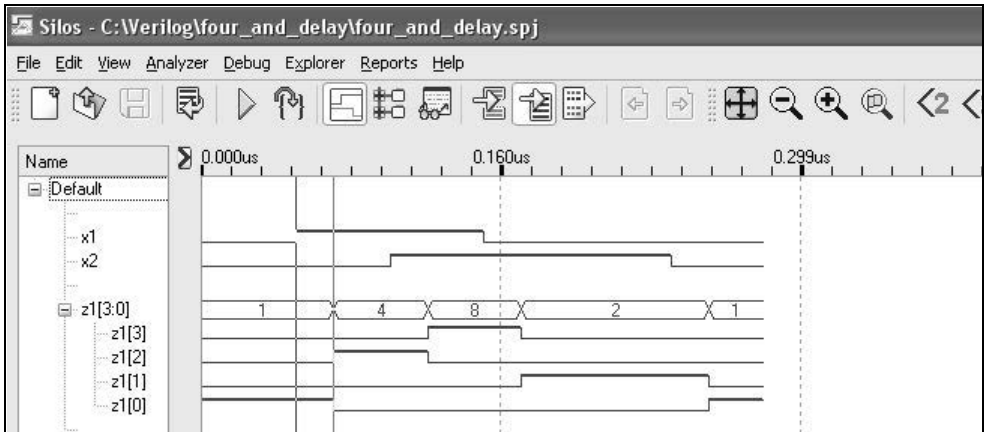 Silos - C:\Verilog\four_and_delay\four_and_delay.spj
File Edit View Analyzer Debug Explorer Reports Help
2
Name 0.000us 0.160us 0.299us
Default
x1
x2
z1[3:0] 1 4 8 2 1
z1[3]
z1[2]
z1[1]
z1[0]